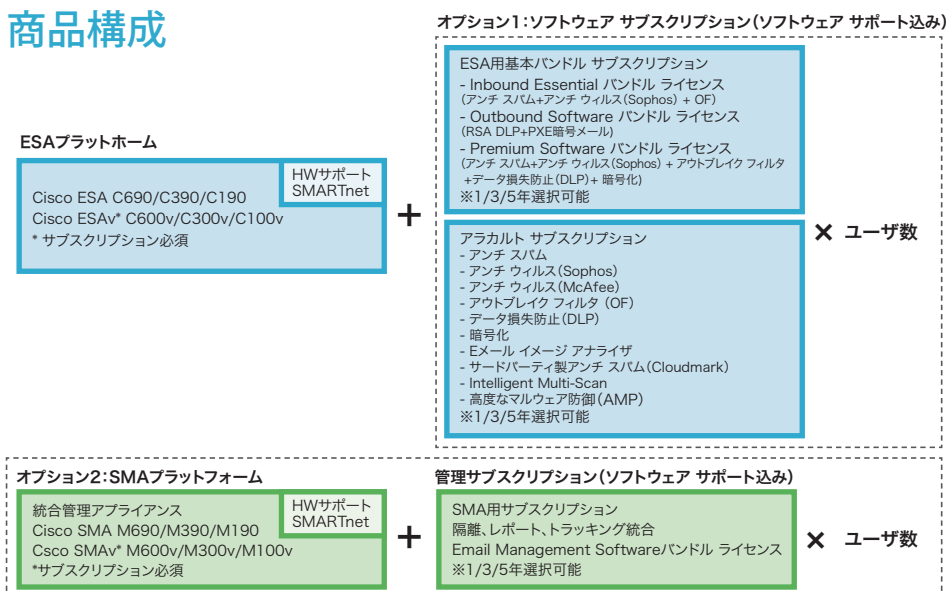 商品構成
オプション1:ソフトウェア サブスクリプション(ソフトウェア サポート込み)
ESAプラットホーム
HWサポート
SMARTnet
Cisco ESA C690/C390/C190
Cisco ESAv* C600v/C300v/C100v
* サブスクリプション必須
+
ESA用基本バンドル サブスクリプション
- Inbound Essential バンドル ライセンス
(アンチ スパム+アンチ ウィルス(Sophos) + OF)
- Outbound Software バンドル ライセンス
(RSA DLP+PXE暗号メール)
- Premium Software バンドル ライセンス
(アンチ スパム+アンチ ウィルス(Sophos) + アウトブレイク フィルタ
+データ損失防止(DLP)+ 暗号化)
※1/3/5年選択可能
アラカルト サブスクリプション
- アンチ スパム
- アンチ ウィルス(Sophos)
- アンチ ウィルス(McAfee)
- アウトブレイク フィルタ (OF)
- データ損失防止(DLP)
- 暗号化
- Eメール イメージ アナライザ
- サードパーティ製アンチ スパム(Cloudmark)
- Intelligent Multi-Scan
- 高度なマルウェア防御(AMP)
※1/3/5年選択可能
× ユーザ数
オプション2:SMAプラットフォーム
統合管理アプライアンス
HWサポート
SMARTnet
Cisco SMA M690/M390/M190
Csco SMAv* M600v/M300v/M100v
*サブスクリプション必須
+
管理サブスクリプション(ソフトウェア サポート込み)
SMA用サブスクリプション
隔離、レポート、トラッキング統合
Email Management Softwareバンドル ライセンス
※1/3/5年選択可能
× ユーザ数